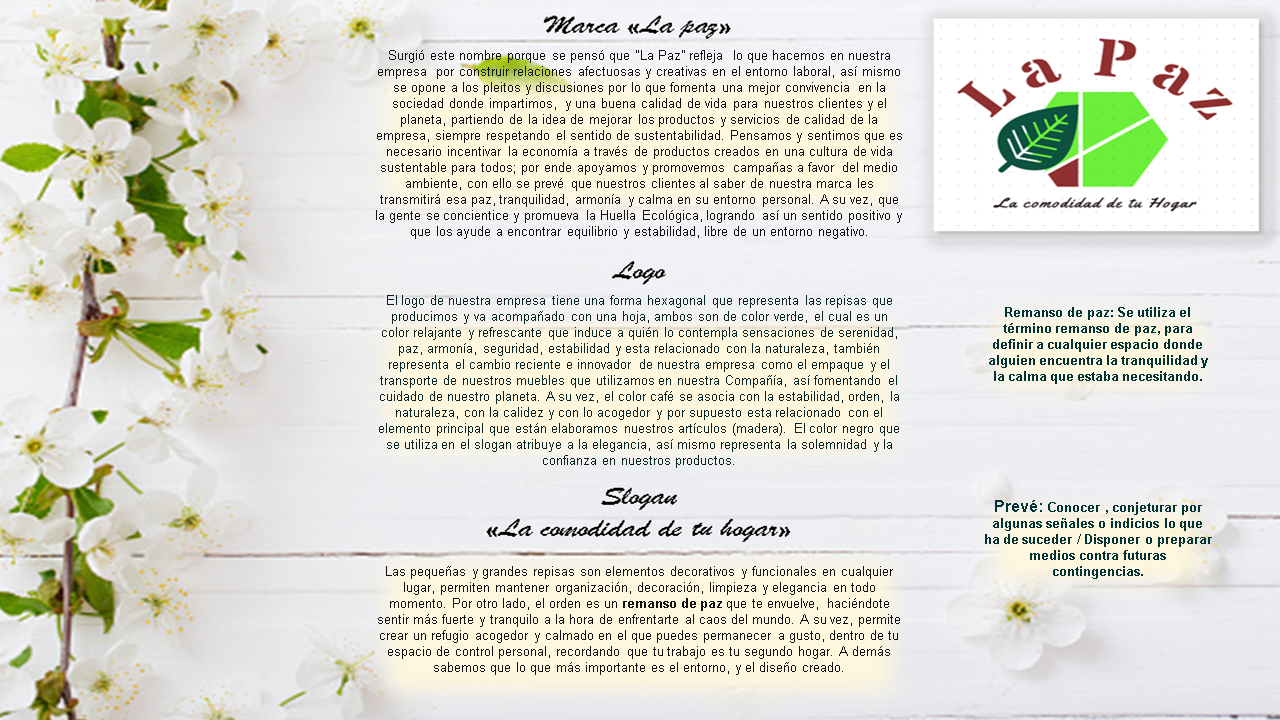 Marca «La paz»
Surgió este nombre porque se pensó que "La Paz" refleja lo que hacemos en nuestra
empresa, construir relaciones afectuosas y creativas en el entorno laboral, así mismo
y discusiones por lo que fomenta una mejor convivencia en la
sociedad donde impartimos y una buena calidad de vida para nuestros clientes y el
con la idea de mejorar los productos y servicios de calidad de la
empresa siempre respetando el sentido de sustentabilidad. Pensamos y sentimos que es
necesario incentivar la economía a través de productos creados en una cultura de vida
sustentable para todos, por ende apoyamos y promovemos campañas a favor del medio
ambiente, con ello se prevé que nuestros clientes al saber de nuestra marca les
transmita esa paz, tranquilidad, armonía y calma en su entorno personal. A su vez, que
la gente se concientice y promueva la Huella Ecológica, logrando así un sentido positivo y
que los ayude a encontrar equilibrio y estabilidad, libre de un entorno nagativo.
Logo
El logo de nuestra empresa tiene una forma hexagonal que representa las repisas que
producimos y va acompañado con una hoja, ambos son de color verde, el cual es un
color relajante y refrescante que induce a quién lo contempla sensaciones de serenidad,
paz, armonía, seguridad, estabilidad y esta relacionado con la naturaleza, también
representa el cambio reciente e innovador de nuestra empresa como el empaque y el
transporte de nuestros muebles que utilizamos en nuestra Compañía, así fomentando el
cuidado de nuestro planeta. A su vez, el color café se asocia con la estabilidad, orden, la
naturaleza, con la calidez y con lo acogedor y por supuesto esta relacionado con el
elemento principal que están elaboramos nuestros artículos (madera). El color negro que
se utiliza en el slogan atribuye a la elegancia, así mismo representa la solemnidad y la
confianza en nuestros productos.
Slogan
«La comodidad de tu hogar»
Las pequeñas y grandes repisas son elementos decorativos y funcionales en cualquier
lugar, permiten mantener organización, decoración, limpieza y elegancia en todo
momento. Por otro lado, el orden es un remanso de paz que te envuelve, haciéndote
sentir más fuerte y tranquilo a la hora de enfrentarte al caos del mundo. A su vez, permite
crear un refugio acogedor y calmado en el que puedes permanecer a gusto, dentro de tu
espacio de control personal, recordando que tu trabajo es tu segundo hogar. A demás
sabemos que lo que más importante es el entorno, y el diseño creado.
La Paz
La comodidad de tu Hogar
Remanso de paz: Se utiliza el
término remanso de paz, para
definir a cualquier espacio donde
alguien encuentra la tranquilidad y
la calma que estaba necesitando.
Prevé: Conocer , conjeturar por
algunas señales o indicios lo que
ha de suceder / Disponer o preparar
medios contra futuras
contingencias.